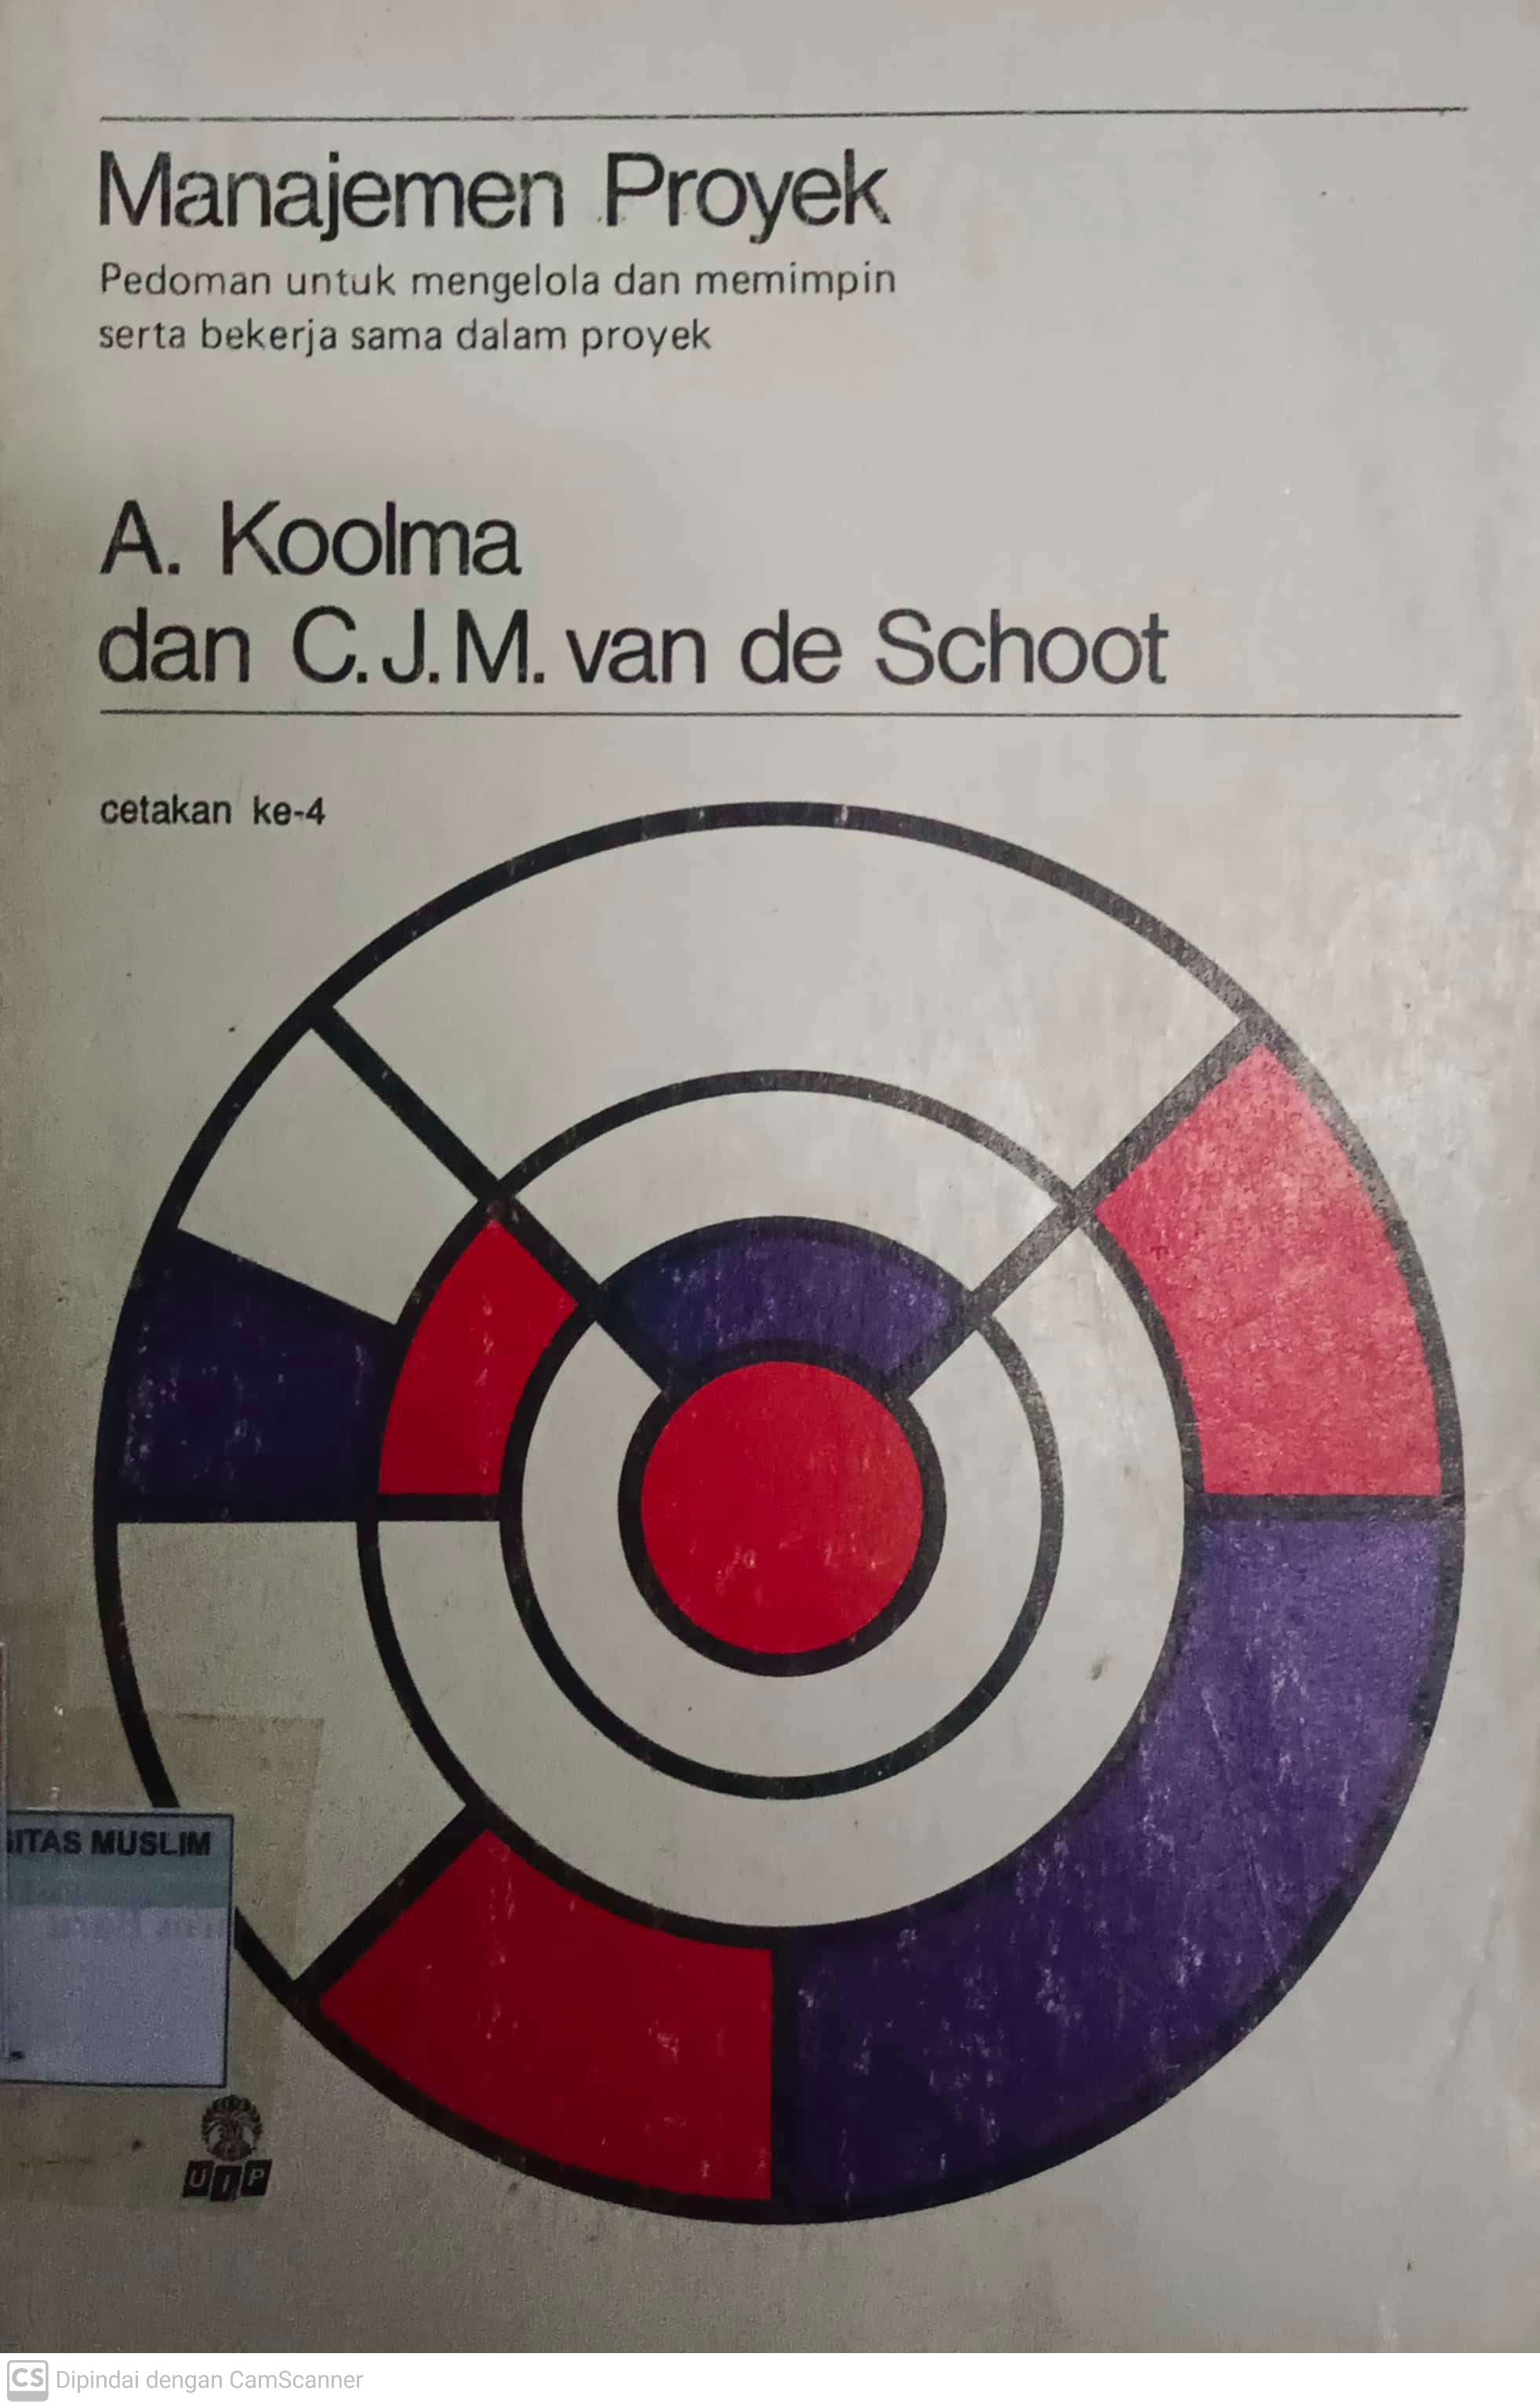 Manajemen Proyek
Pedoman untuk mengelola dan memimpin
serta bekerja sama dalam proyek
A. Koolma
dan C.J.M. van de Schoot
cetakan ke-4
ITAS MUSLIM
UIP
CS Dipindai dengan CamScanner